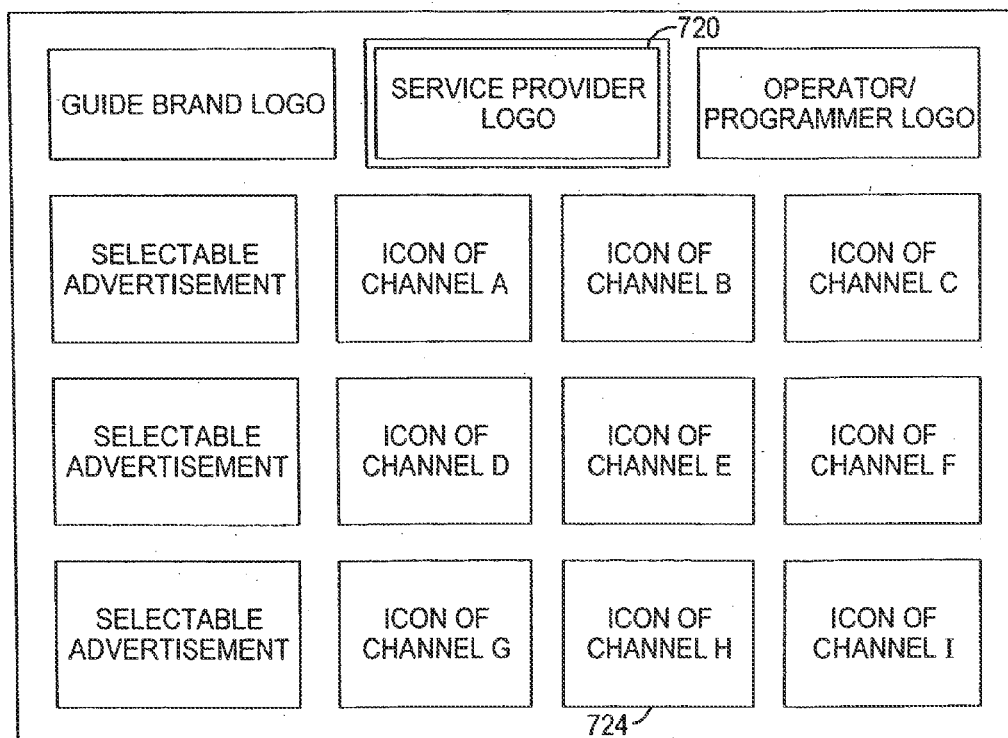 720
GUIDE BRAND LOGO
SERVICE PROVIDER
LOGO
OPERATOR/
PROGRAMMER LOGO
SELECTABLE
ADVERTISEMENT
ICON OF
CHANNEL A
ICON OF
CHANNEL B
ICON OF
CHANNEL C
SELECTABLE
ADVERTISEMENT
ICON OF
CHANNEL D
ICON OF
CHANNEL E
ICON OF
CHANNEL F
SELECTABLE
ADVERTISEMENT
ICON OF
CHANNEL G
ICON OF
CHANNEL H
ICON OF
CHANNEL I
724